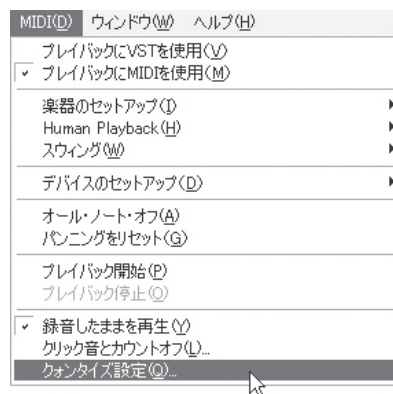 MIDI(D) ウィンドウ(W) ヘルプ(H)
プレイバックにVSTを使用(V)
プレイバックにMIDIを使用(M)
楽器のセットアップ(I)
Human Playback(H)
スウィング(W)
デバイスのセットアップ(D)
オール・ノート・オフ(A)
パンニングをリセット(G)
プレイバック開始(P)
プレイバック停止(O)
録音したままを再生(Y)
クリック音とカウントオフ(L)...
クォンタイズ設定(Q)...